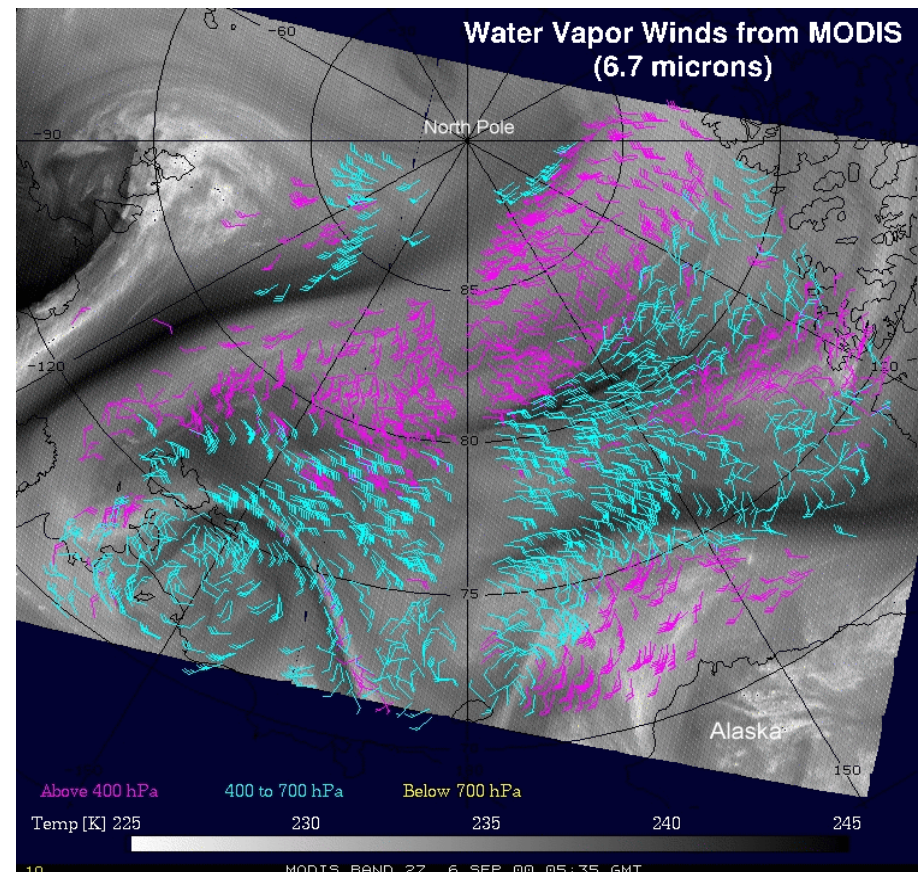 Water Vapor Winds from MODIS
(6.7 microns)
-60
-90
North Pole
85
-120
120
80
75
Alaska
150
Above 400 hPa 400 to 700 hPa Below 700 hPa
Temp [K] 225 230 235 240 245
10 MODIS BAND 27 6 SEP 00 05:35 GMT